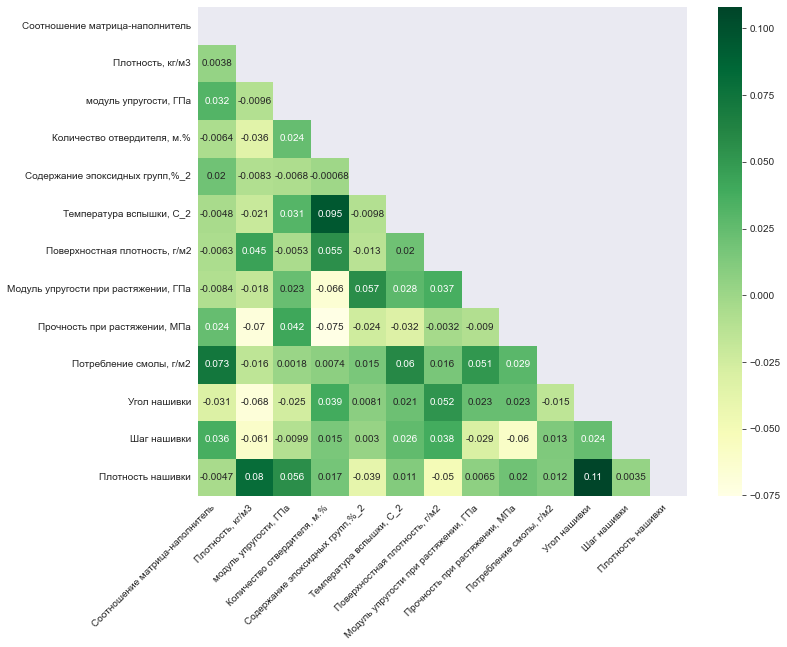 Соотношение матрица-наполнитель
Плотность, кг/м3 0.0038
модуль упругости, ГПа 0.032 -0.0096
Количество отвердителя, м.% -0.0064 -0.036 0.024
Содержание эпоксидных групп,%_2 0.02 -0.0083 -0.0068 -0.00068
Температура вспышки, С_2 -0.0048 -0.021 0.031 0.095 -0.0098
Поверхностная плотность, г/м2 -0.0063 0.045 -0.0053 0.055 -0.013 0.02
Модуль упругости при растяжении, ГПа -0.0084 -0.018 0.023 -0.066 0.057 0.028 0.037
Прочность при растяжении, МПа 0.024 -0.07 0.042 -0.075 -0.024 -0.032 -0.0032 -0.009
Потребление смолы, г/м2 0.073 -0.016 0.0018 0.0074 0.015 0.06 0.016 0.051 0.029
Угол нашивки -0.031 -0.068 -0.025 0.039 0.0081 0.021 0.052 0.023 0.023 -0.015
Шаг нашивки 0.036 -0.061 -0.0099 0.015 0.003 0.026 0.038 -0.029 -0.06 0.013 0.024
Плотность нашивки -0.0047 0.08 0.056 0.017 -0.039 0.011 -0.05 0.0065 0.02 0.012 0.11 0.0035
Соотношение матрица-наполнитель
Плотность, кг/м3
модуль упругости, ГПа
Количество отвердителя, м.%
Содержание эпоксидных групп,%_2
Температура вспышки, С_2
Поверхностная плотность, г/м2
Модуль упругости при растяжении, ГПа
Прочность при растяжении, МПа
Потребление смолы, г/м2
Угол нашивки
Шаг нашивки
Плотность нашивки
0.100
0.075
0.050
0.025
0.000
-0.025
-0.050
-0.075